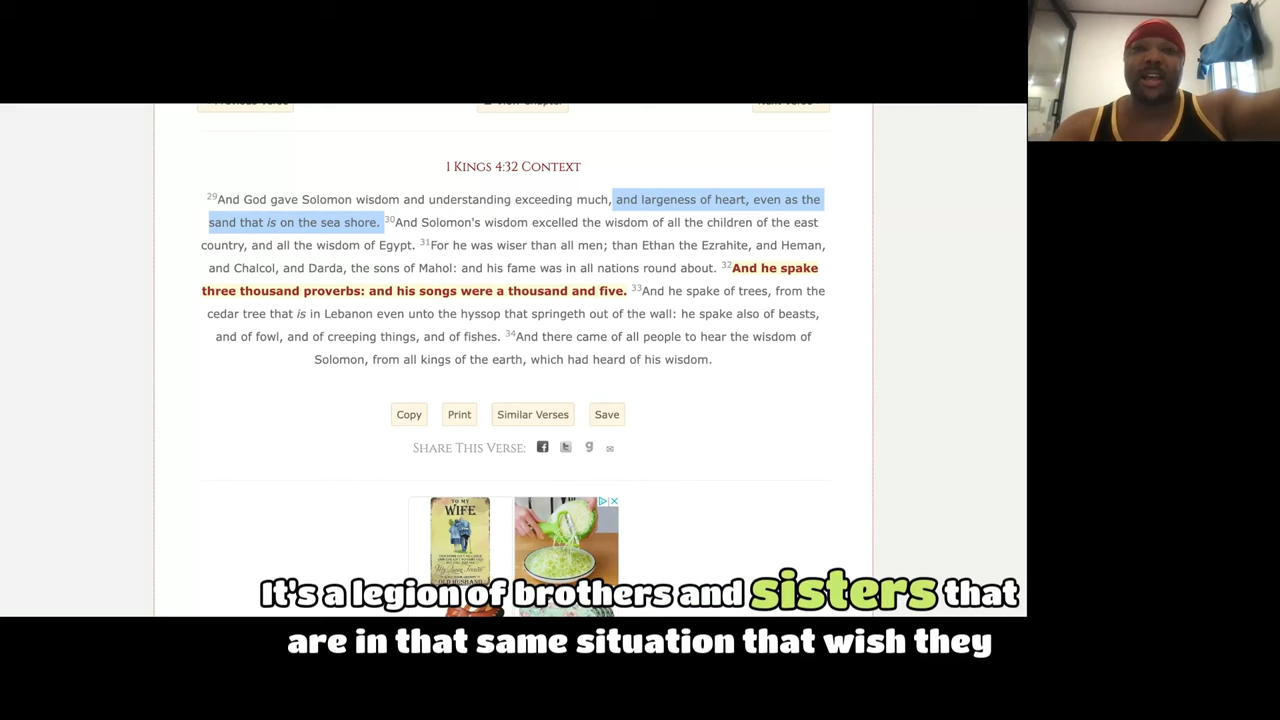 1 Kings 4:32 Context
29And God gave Solomon wisdom and understanding exceeding much, and largeness of heart, even as the
sand that is on the sea shore. 30And Solomon's wisdom excelled the wisdom of all the children of the east
country, and all the wisdom of Egypt. 31For he was wiser than all men; than Ethan the Ezrahite, and Heman,
and Chalcol, and Darda, the sons of Mahol: and his fame was in all nations round about. 32And he spake
three thousand proverbs: and his songs were a thousand and five. 33And he spake of trees, from the
cedar tree that is in Lebanon even unto the hyssop that springeth out of the wall: he spake also of beasts,
and of fowl, and of creeping things, and of fishes. 34And there came of all people to hear the wisdom of
Solomon, from all kings of the earth, which had heard of his wisdom.
Copy Print Similar Verses Save
Share This Verse:
TO MY
WIFE
OLD HUSBAND
It's a legion of brothers and sisters that
are in that same situation that wish they